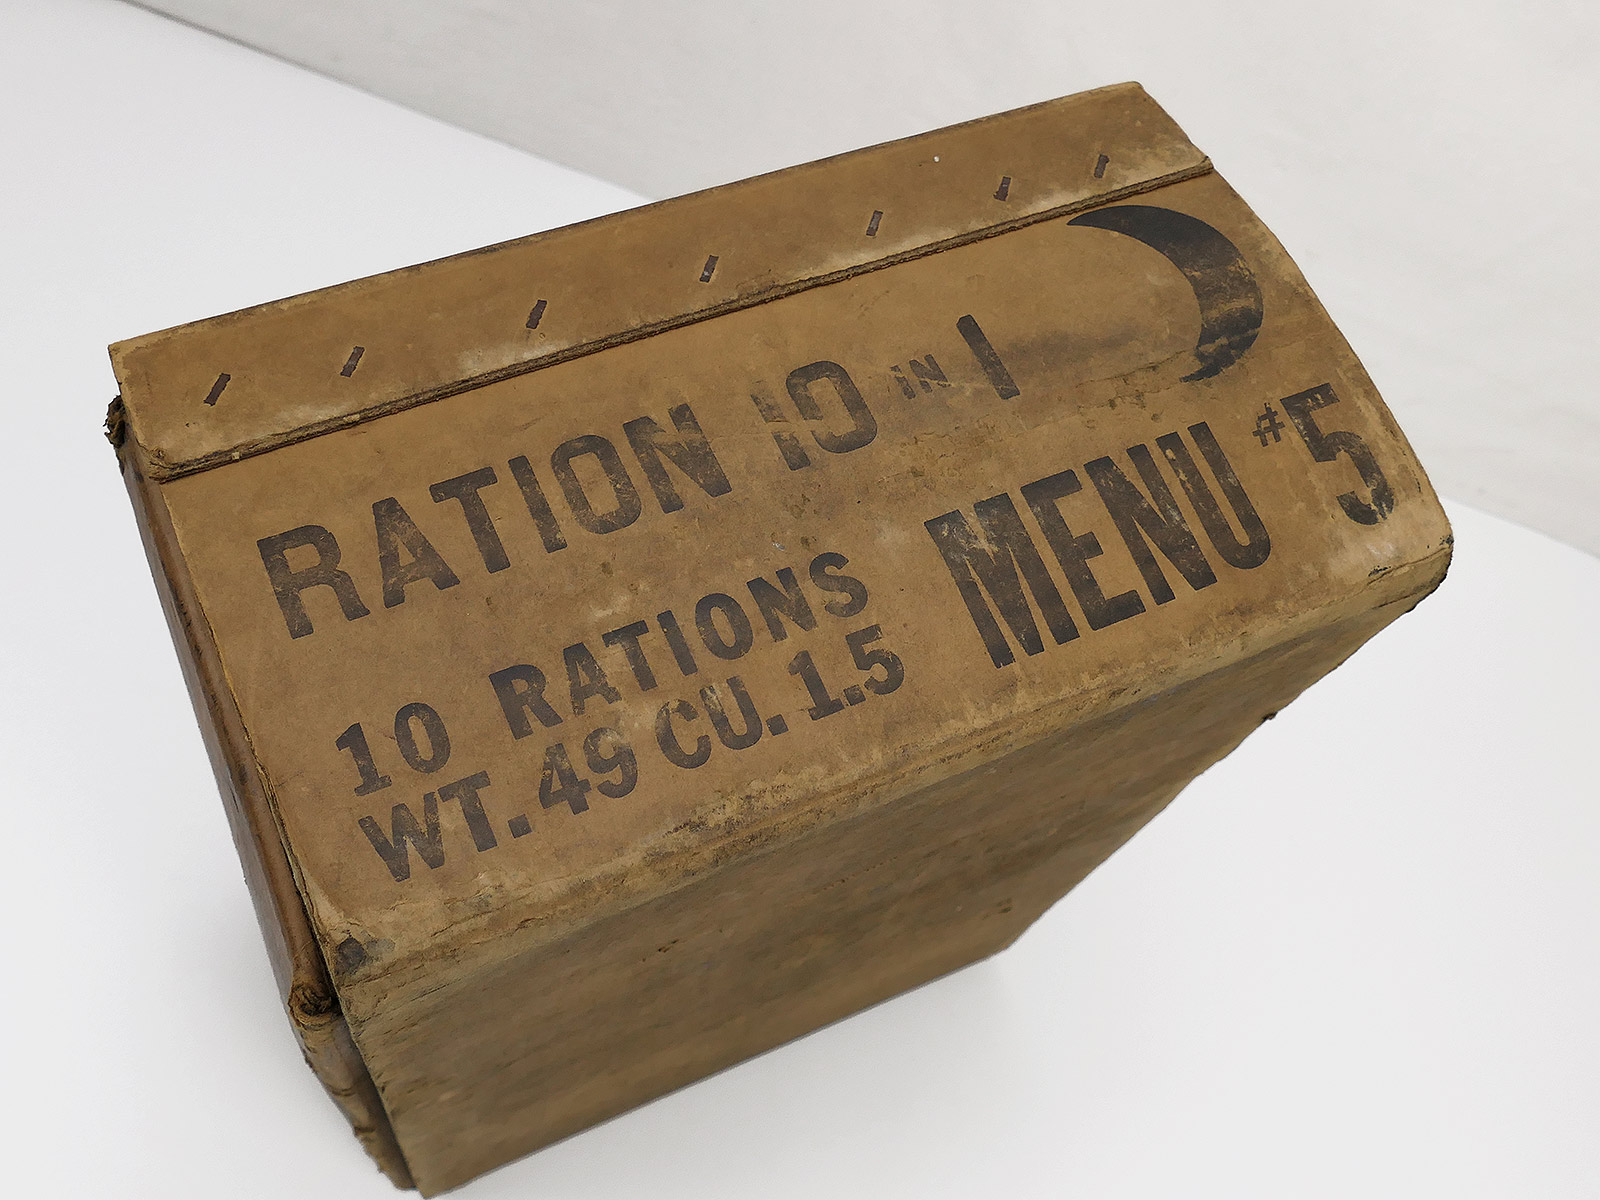 RATION 10 IN 1
MENU #5
10 RATIONS
WT. 49 CU. 1.5